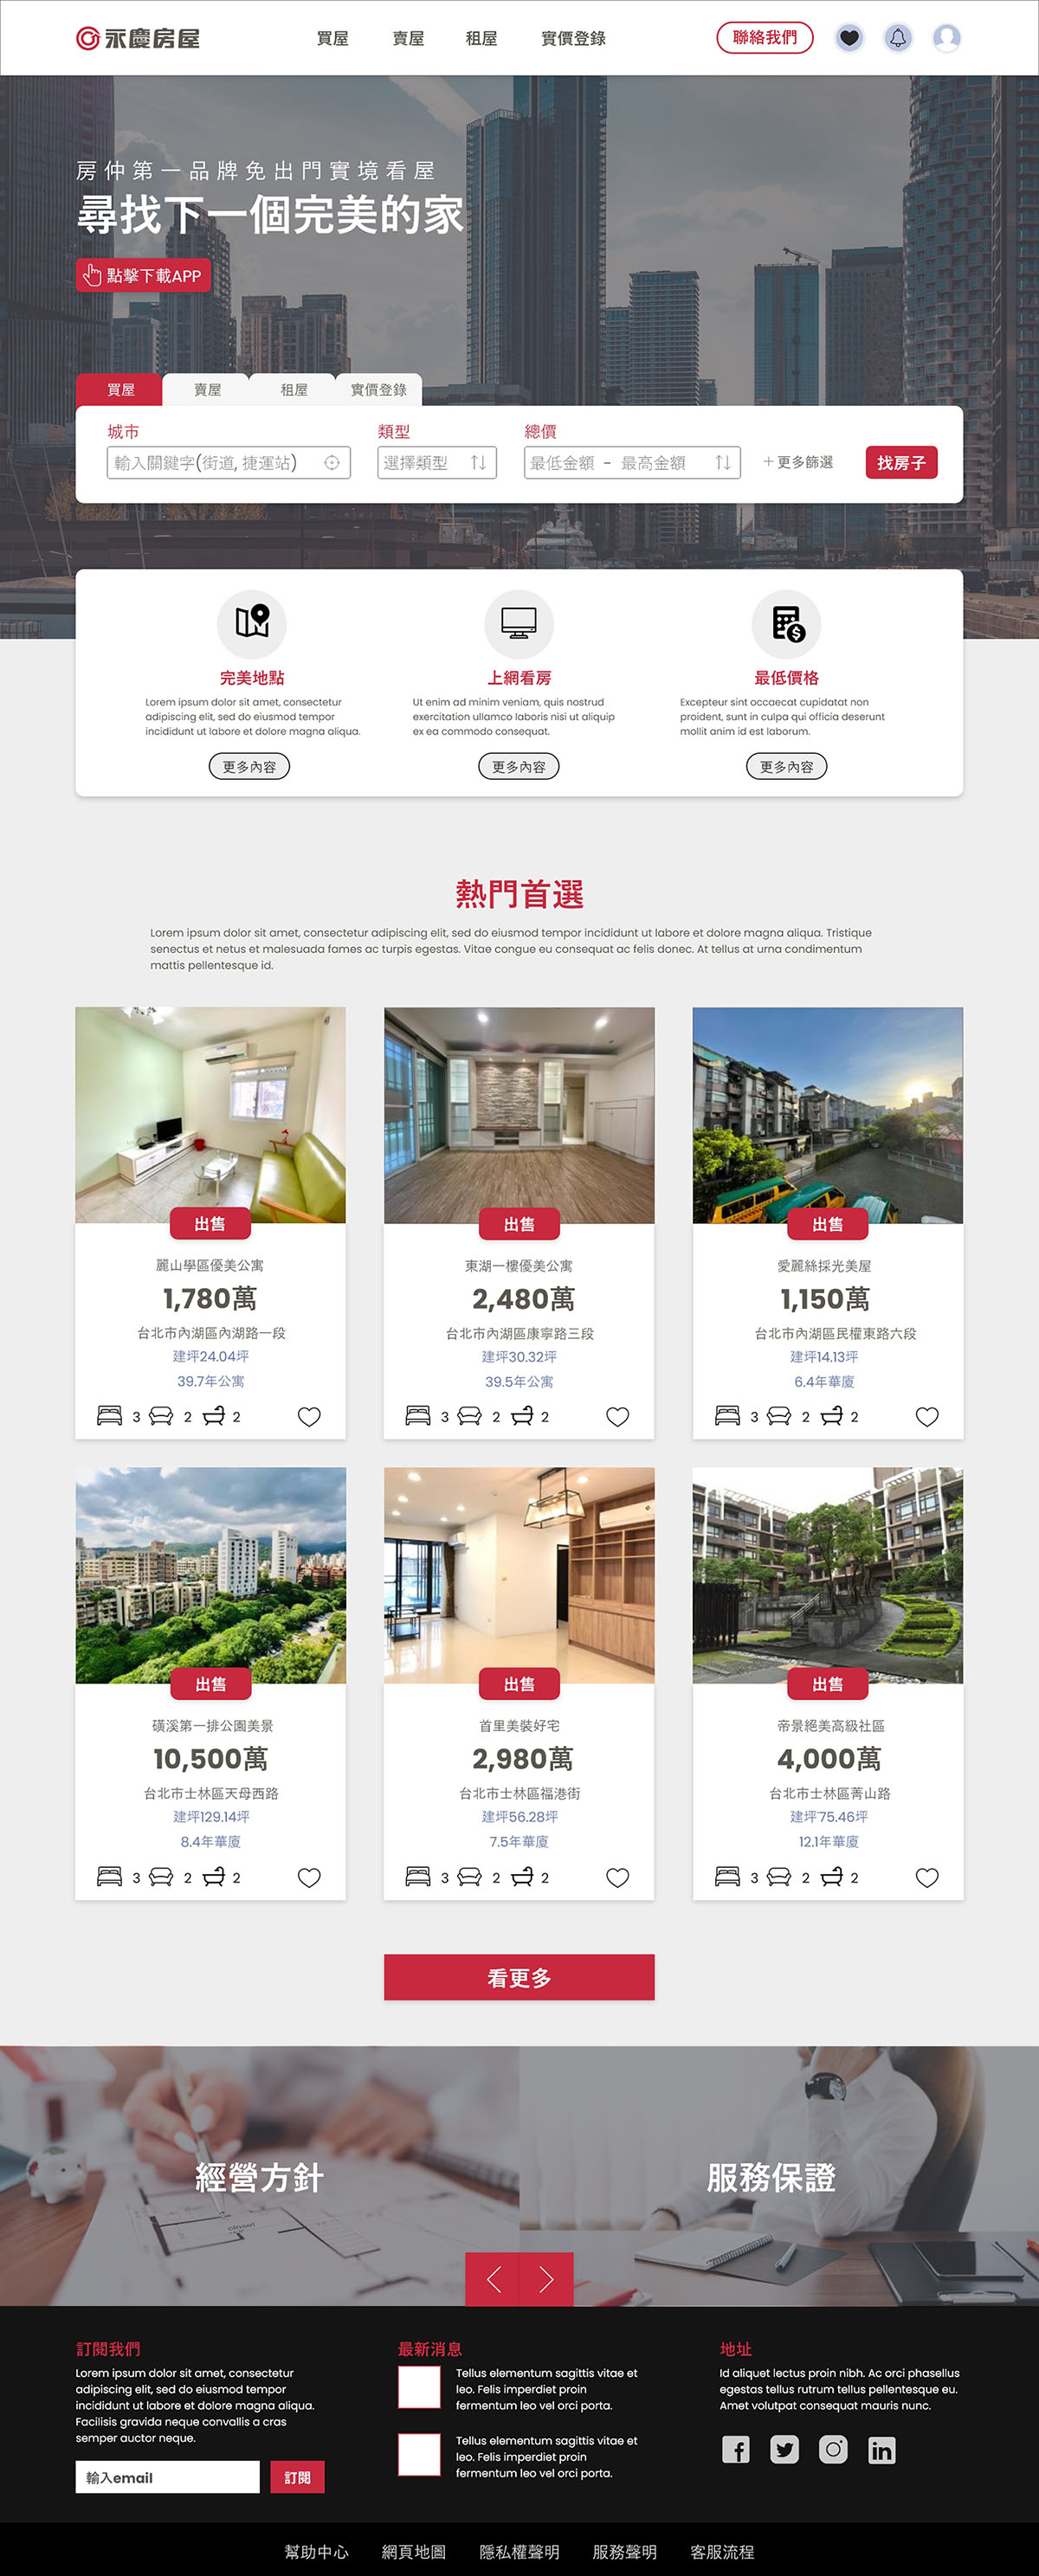 永慶房屋
買屋 賣屋 租屋 實價登錄 聯絡我們
房仲第一品牌免出門實境看屋
尋找下一個完美的家
點擊下載APP
買屋 賣屋 租屋 實價登錄
城市 類型 總價
輸入關鍵字(街道, 捷運站) 選擇類型 最低金額 - 最高金額 +更多篩選 找房子
完美地點
Lorem ipsum dolor sit amet, consectetur
adipiscing elit, sed do eiusmod tempor
incididunt ut labore et dolore magna aliqua.
更多內容
上網看房
Ut enim ad minim veniam, quis nostrud
exercitation ullamco laboris nisi ut aliquip
ex ea commodo consequat.
更多內容
最低價格
Excepteur sint occaecat cupidatat non
proident, sunt in culpa qui officia deserunt
mollit anim id est laborum.
更多內容
熱門首選
Lorem ipsum dolor sit amet, consectetur adipiscing elit, sed do eiusmod tempor incididunt ut labore et dolore magna aliqua. Tristique
senectus et netus et malesuada fames ac turpis egestas. Vitae congue eu consequat ac felis donec. At tellus at urna condimentum
mattis pellentesque id.
出售
麗山學區優美公寓
1,780萬
台北市內湖區內湖路一段
建坪24.04坪
39.7年公寓
3 2 2
出售
東湖一樓優美公寓
2,480萬
台北市內湖區康寧路三段
建坪30.32坪
39.5年公寓
3 2 2
出售
愛麗絲採光美屋
1,150萬
台北市內湖區民權東路六段
建坪14.13坪
6.4年華廈
3 2 2
出售
磺溪第一排公園美景
10,500萬
台北市士林區天母西路
建坪129.14坪
8.4年華廈
3 2 2
出售
首里美裝好宅
2,980萬
台北市士林區福港街
建坪56.28坪
7.5年華廈
3 2 2
出售
帝景絕美高級社區
4,000萬
台北市士林區菁山路
建坪75.46坪
12.1年華廈
3 2 2
看更多
closet
經營方針
服務保證
訂閱我們
Lorem ipsum dolor sit amet, consectetur
adipiscing elit, sed do eiusmod tempor
incididunt ut labore et dolore magna aliqua.
Facilisis gravida neque convallis a cras
semper auctor neque.
輸入email 訂閱
最新消息
Tellus elementum sagittis vitae et
leo. Felis imperdiet proin
fermentum leo vel orci porta.
Tellus elementum sagittis vitae et
leo. Felis imperdiet proin
fermentum leo vel orci porta.
地址
Id aliquet lectus proin nibh. Ac orci phasellus
egestas tellus rutrum tellus pellentesque eu.
Amet volutpat consequat mauris nunc.
幫助中心 網頁地圖 隱私權聲明 服務聲明 客服流程